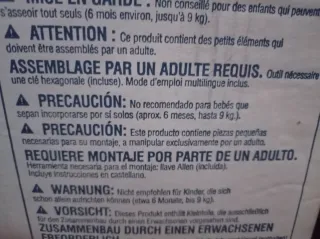 MISE EN GARDE : Non conseillé pour des enfants qui peuvent
s'asseoir tout seuls (6 mois environ, jusqu'à 9 kg).
ATTENTION : Ce produit contient des petits éléments qui
doivent être assemblés par un adulte.
ASSEMBLAGE PAR UN ADULTE REQUIS. Outil nécessaire
une clé hexagonale (incluse). Mode d'emploi multilingue inclus.
PRECAUCIÓN: No recomendado para bebés que
sepan incorporarse por sí solos (aprox. 6 meses, hasta 9 kg.).
PRECAUCIÓN: Este producto contiene piezas pequeñas
necesarias para su montaje, a manipular exclusivamente por un adulto.
REQUIERE MONTAJE POR PARTE DE UN ADULTO.
Herramienta necesaria para el montaje: llave Allen (incluida).
Incluye instrucciones en castellano.
WARNUNG: Nicht empfohlen für Kinder, die sich
schon allein aufrichten können (etwa 6 Monate, bis 9 kg).
VORSICHT: Dieses Produkt enthält Kleinteile, die ausschließlich
für den Zusammenbau durch einen Erwachsenen vorgesehen sind.
ZUSAMMENBAU DURCH EINEN ERWACHSENEN
ERFORDERLICH